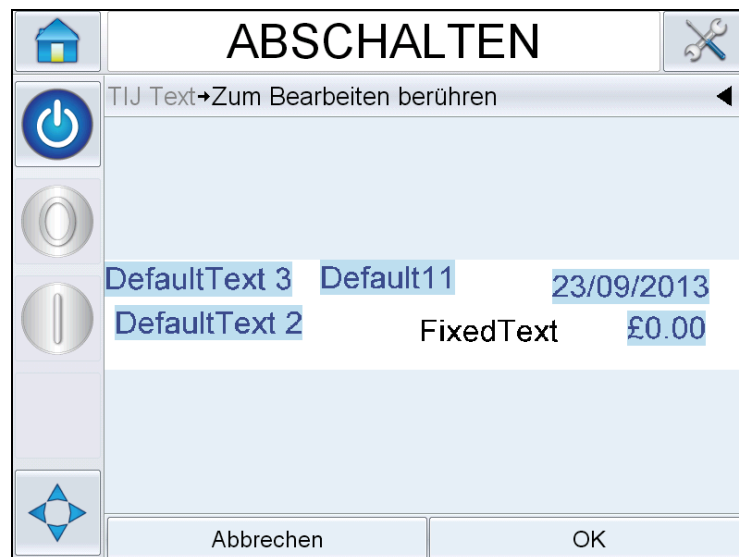 ABSCHALTEN
TIJ Text→Zum Bearbeiten berühren
DefaultText 3 Default11 23/09/2013
DefaultText 2 FixedText £0.00
Abbrechen OK